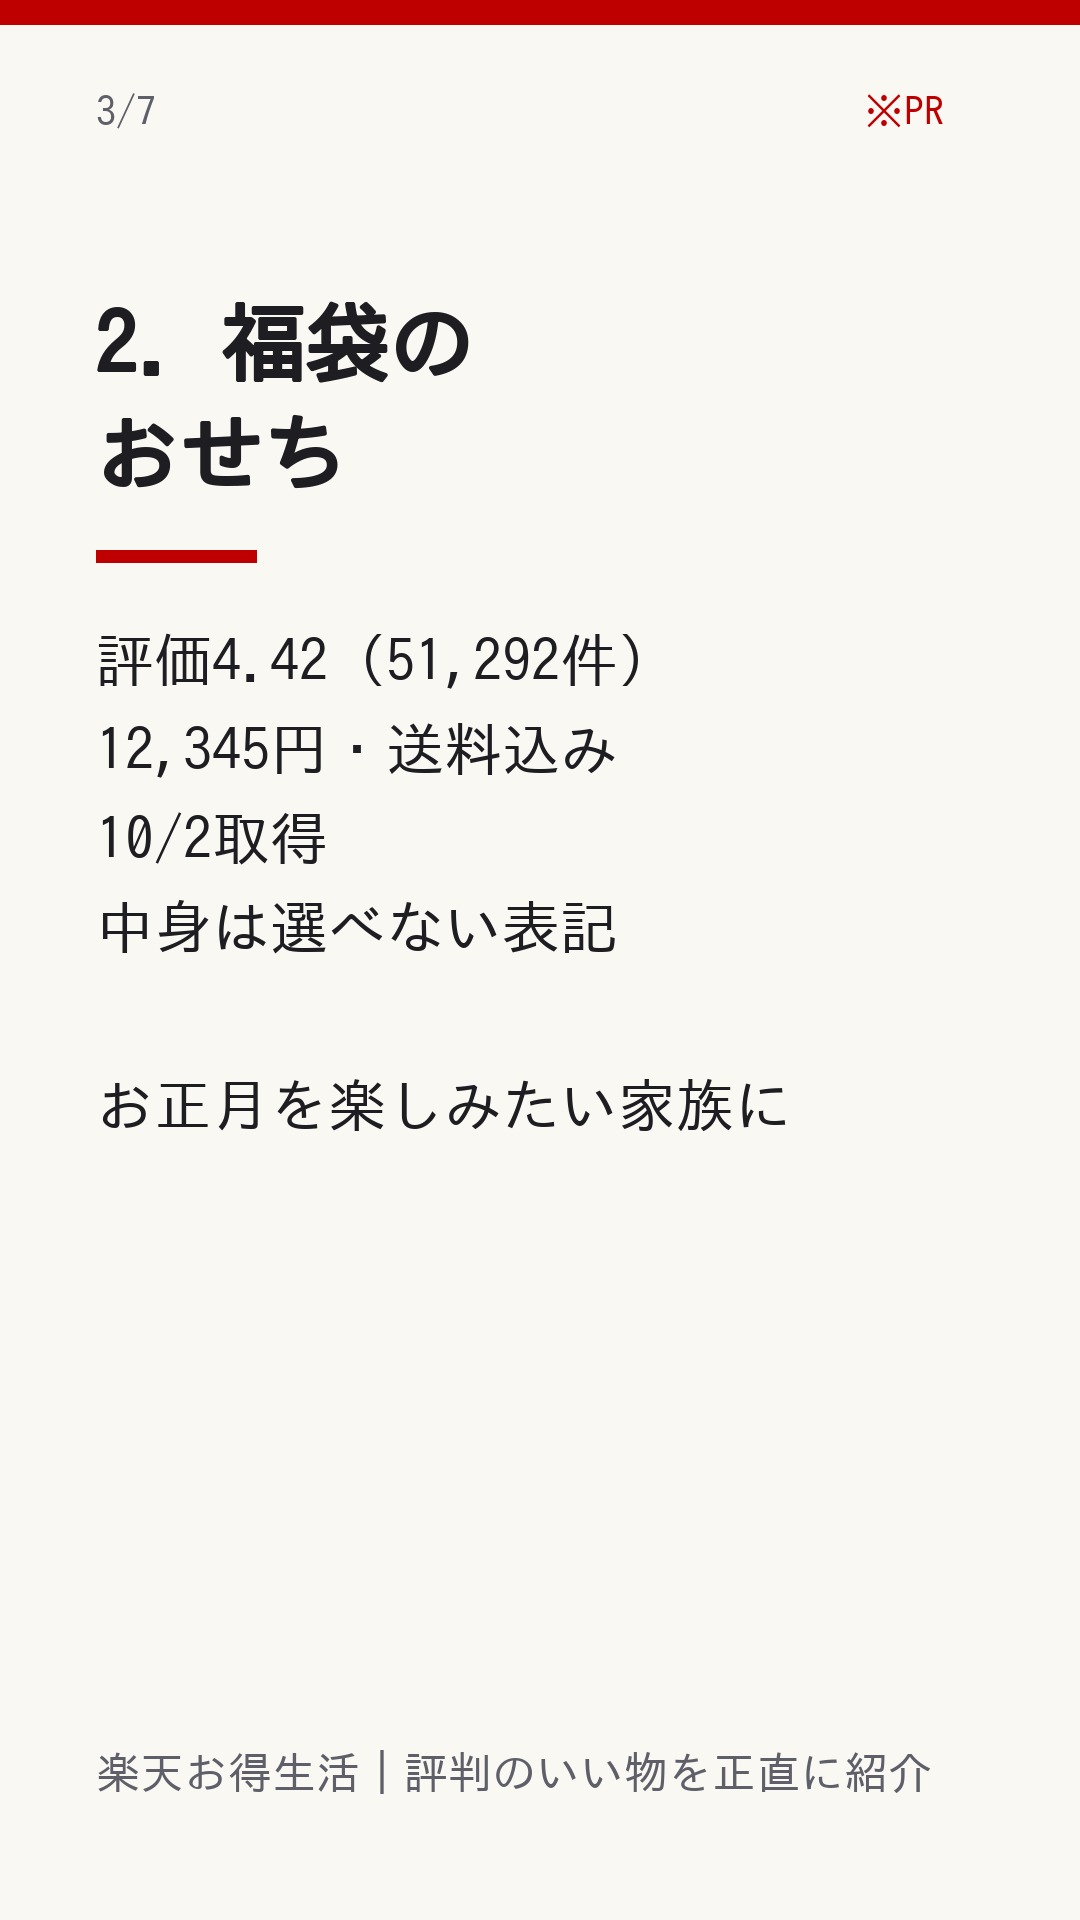 3/7
※PR
2. 福袋の
おせち
評価4.42（51,292件）
12,345円・送料込み
10/2取得
中身は選べない表記
お正月を楽しみたい家族に
楽天お得生活｜評判のいい物を正直に紹介